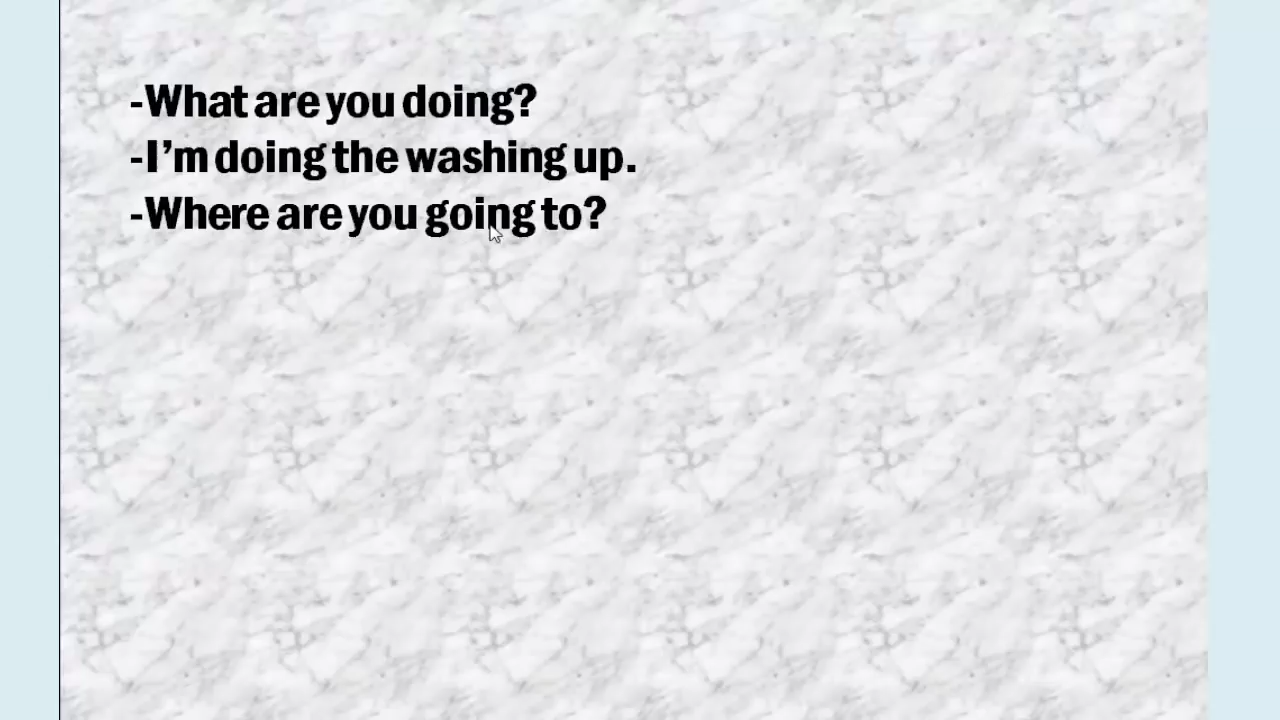 -What are you doing?
-I’m doing the washing up.
-Where are you going to?